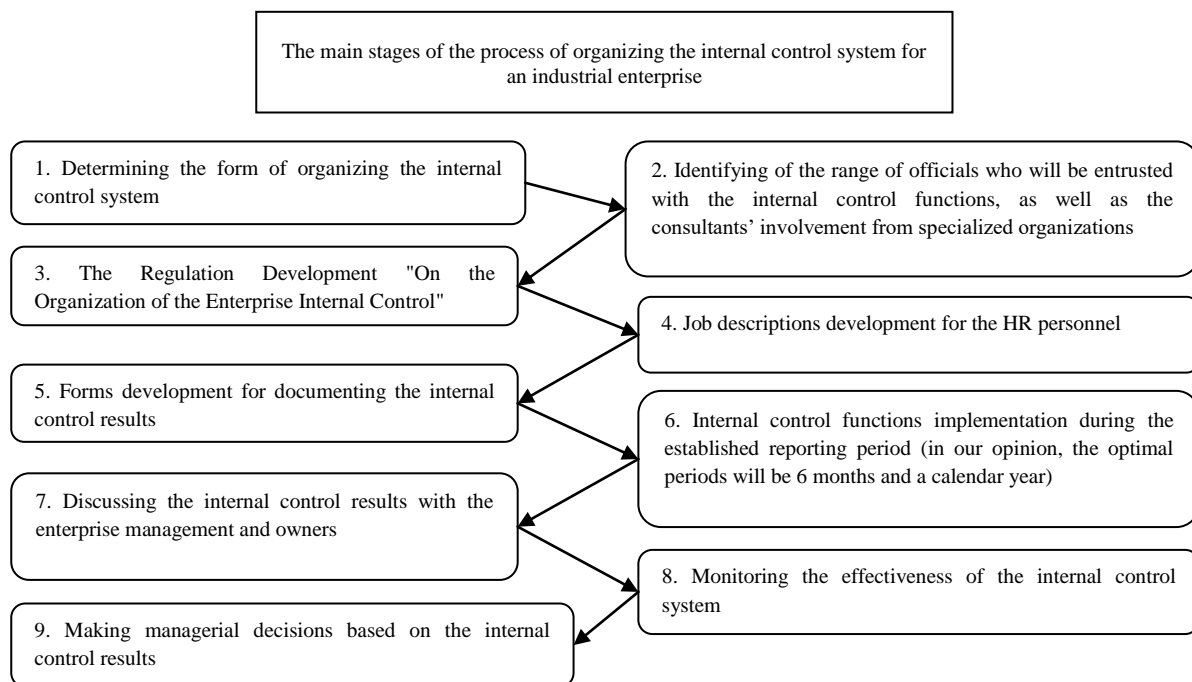 The main stages of the process of organizing the internal control system for
an industrial enterprise
1. Determining the form of organizing the internal
control system
2. Identifying of the range of officials who will be entrusted
with the internal control functions, as well as the
consultants’ involvement from specialized organizations
3. The Regulation Development "On the
Organization of the Enterprise Internal Control"
4. Job descriptions development for the HR personnel
5. Forms development for documenting the internal
control results
6. Internal control functions implementation during the
established reporting period (in our opinion, the optimal
periods will be 6 months and a calendar year)
7. Discussing the internal control results with the
enterprise management and owners
8. Monitoring the effectiveness of the internal control
system
9. Making managerial decisions based on the internal
control results